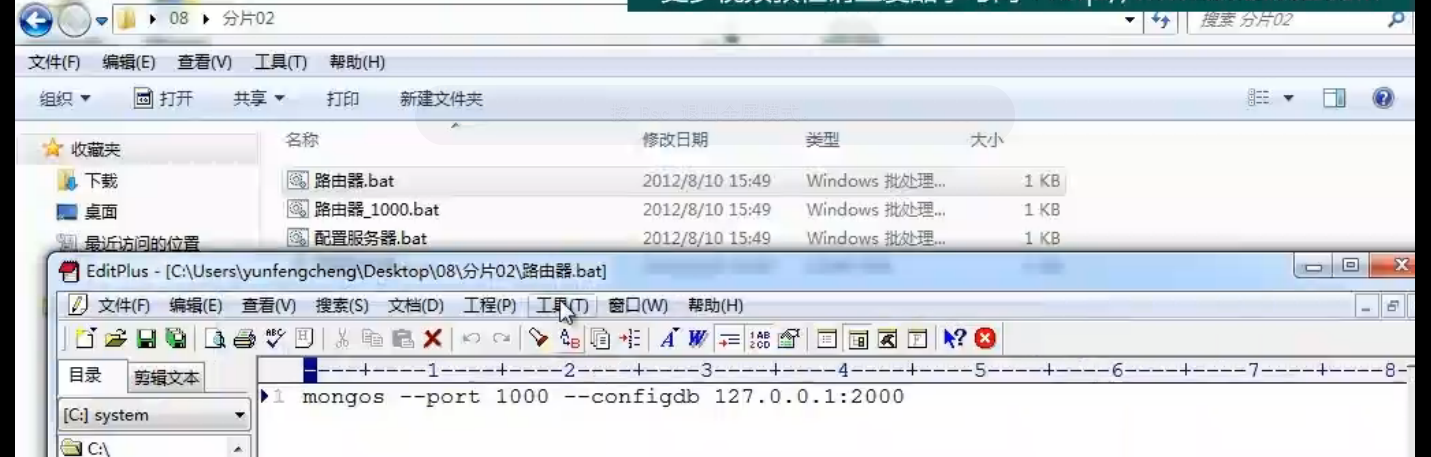 08 分片02
搜索 分片02
文件(F) 编辑(E) 查看(V) 工具(T) 帮助(H)
组织 打开 共享 打印 新建文件夹
名称 修改日期 类型 大小
收藏夹
下载
桌面
最近访问的位置
路由器.bat 2012/8/10 15:49 Windows 批处理... 1 KB
路由器_1000.bat 2012/8/10 15:49 Windows 批处理... 1 KB
配置服务器.bat 2012/8/10 15:49 Windows 批处理... 1 KB
EditPlus - [C:\Users\yunfengcheng\Desktop\08\分片02\路由器.bat]
文件(F) 编辑(E) 查看(V) 搜索(S) 文档(D) 工程(P) 工具(T) 窗口(W) 帮助(H)
目录 剪辑文本
----+----1----+----2----+----3----+----4----+----5----+----6----+----7----+----8-
1 mongos --port 1000 --configdb 127.0.0.1:2000
[C:] system
C:\